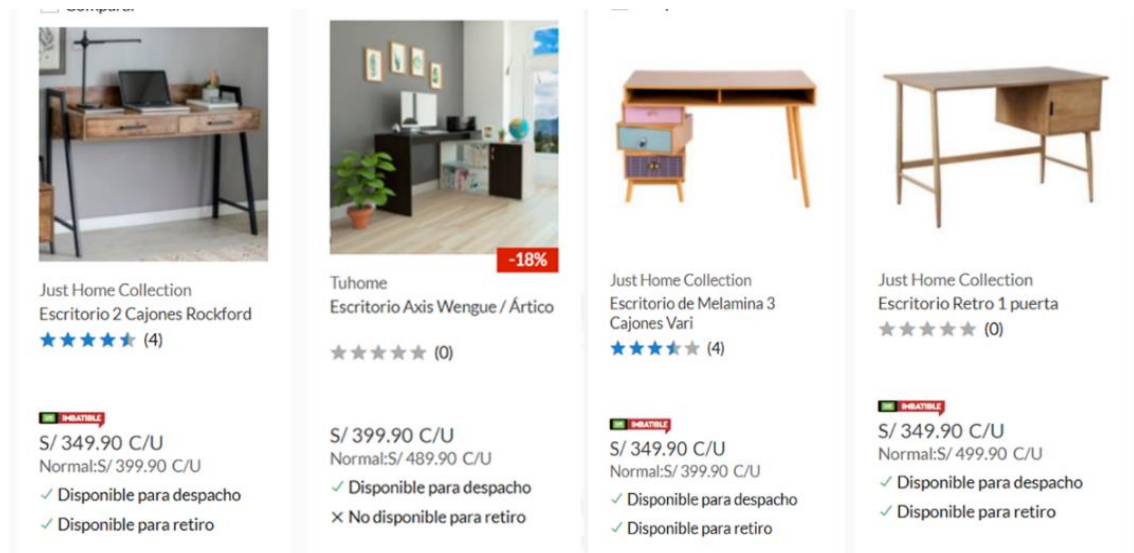 Just Home Collection
Escritorio 2 Cajones Rockford
(4)
IMBATIBLE
S/ 349.90 C/U
Normal:S/ 399.90 C/U
✓ Disponible para despacho
✓ Disponible para retiro
-18%
Tuhome
Escritorio Axis Wengue / Ártico
(0)
S/ 399.90 C/U
Normal:S/ 489.90 C/U
✓ Disponible para despacho
× No disponible para retiro
Just Home Collection
Escritorio de Melamina 3
Cajones Vari
(4)
IMBATIBLE
S/ 349.90 C/U
Normal:S/ 399.90 C/U
✓ Disponible para despacho
✓ Disponible para retiro
Just Home Collection
Escritorio Retro 1 puerta
(0)
IMBATIBLE
S/ 349.90 C/U
Normal:S/ 499.90 C/U
✓ Disponible para despacho
✓ Disponible para retiro